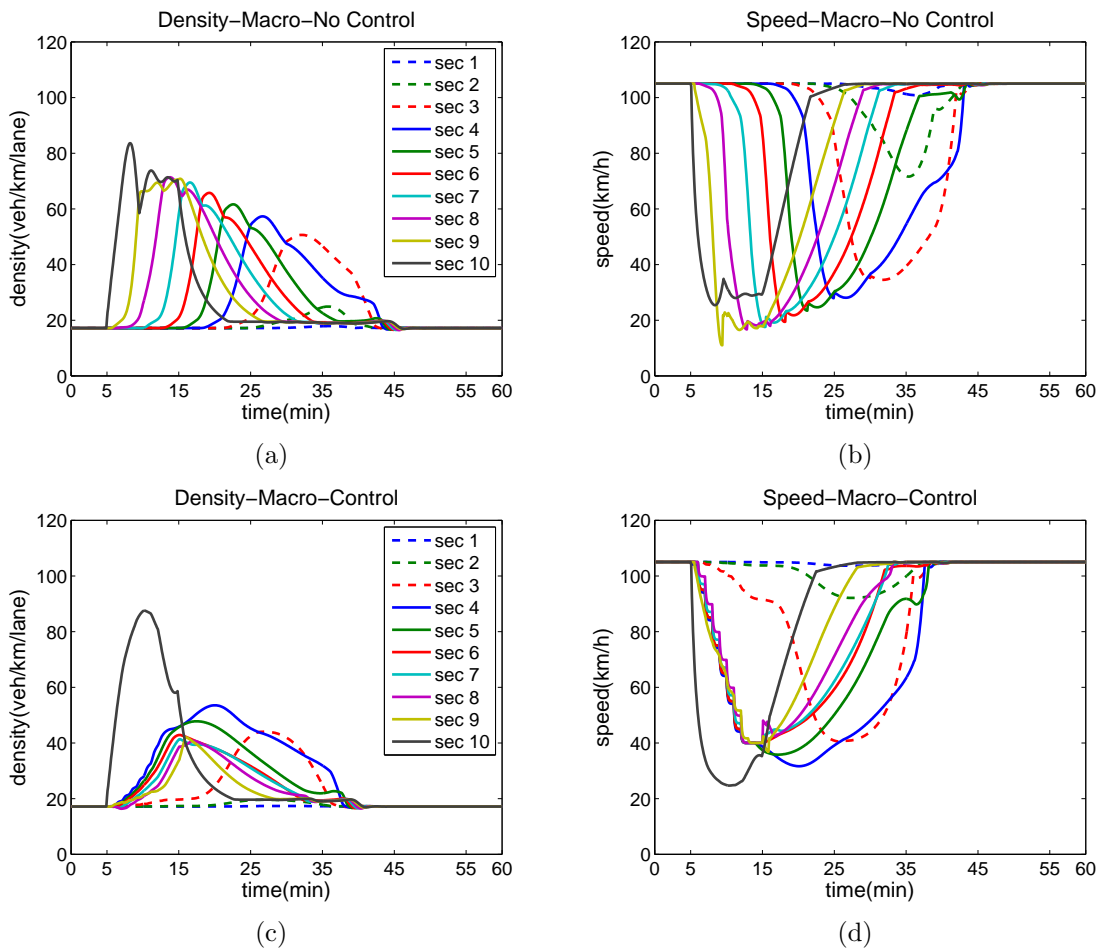 Density−Macro−No Control
density(veh/km/lane)
120
100
80
60
40
20
0
0 5 15 25 35 45 55 60
time(min)
sec 1
sec 2
sec 3
sec 4
sec 5
sec 6
sec 7
sec 8
sec 9
sec 10
(a)
Speed−Macro−No Control
speed(km/h)
120
100
80
60
40
20
0
0 5 15 25 35 45 55 60
time(min)
(b)
Density−Macro−Control
density(veh/km/lane)
120
100
80
60
40
20
0
0 5 15 25 35 45 55 60
time(min)
sec 1
sec 2
sec 3
sec 4
sec 5
sec 6
sec 7
sec 8
sec 9
sec 10
(c)
Speed−Macro−Control
speed(km/h)
120
100
80
60
40
20
0
0 5 15 25 35 45 55 60
time(min)
(d)